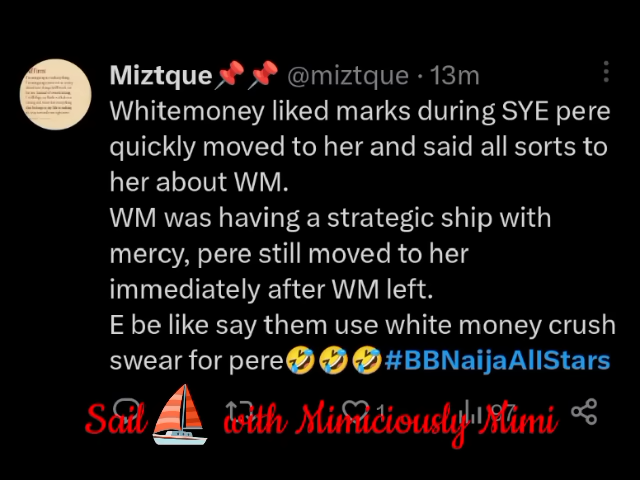 Miztque📌📌 @miztque · 13m
Whitemoney liked marks during SYE pere
quickly moved to her and said all sorts to
her about WM.
WM was having a strategic ship with
mercy, pere still moved to her
immediately after WM left.
E be like say them use white money crush
swear for pere🤣🤣🤣#BBNaijaAllStars
1 97
Sail⛵ with Mimiciously Mimi